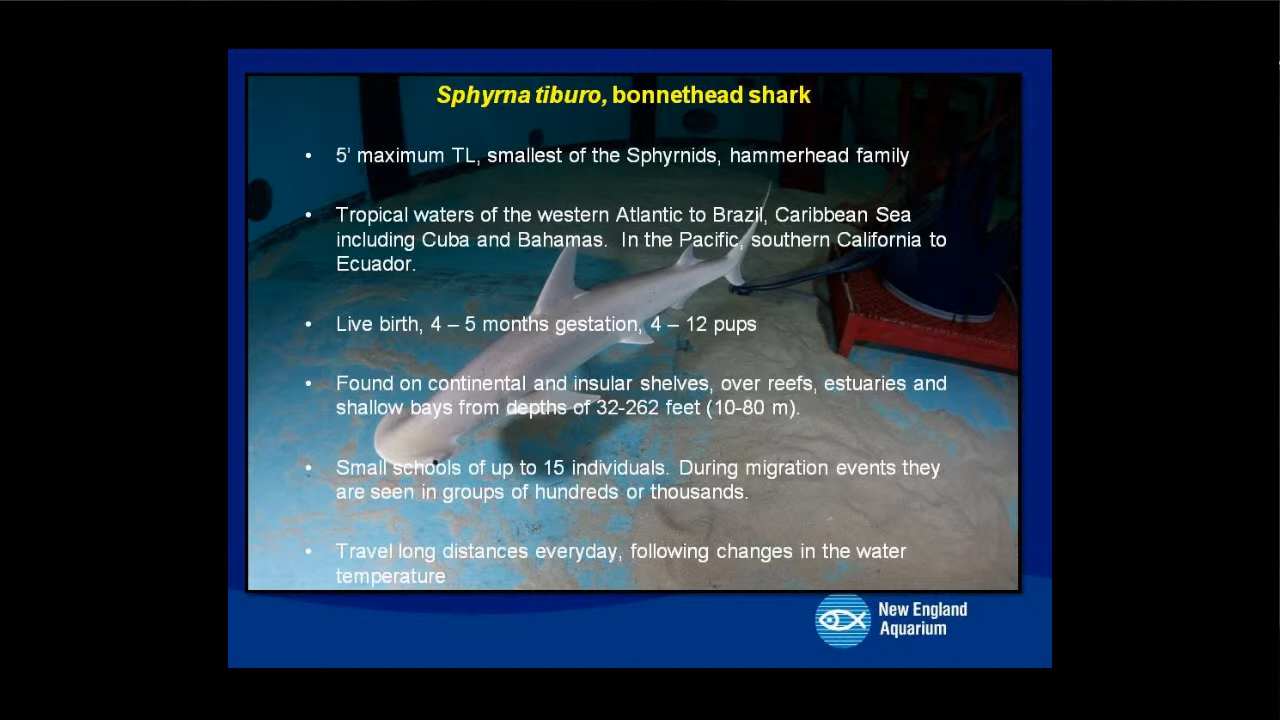 Sphyrna tiburo, bonnethead shark
• 5’ maximum TL, smallest of the Sphyrnids, hammerhead family
• Tropical waters of the western Atlantic to Brazil, Caribbean Sea
including Cuba and Bahamas. In the Pacific, southern California to
Ecuador.
• Live birth, 4 – 5 months gestation, 4 – 12 pups
• Found on continental and insular shelves, over reefs, estuaries and
shallow bays from depths of 32-262 feet (10-80 m).
• Small schools of up to 15 individuals. During migration events they
are seen in groups of hundreds or thousands.
• Travel long distances everyday, following changes in the water
temperature
New England
Aquarium